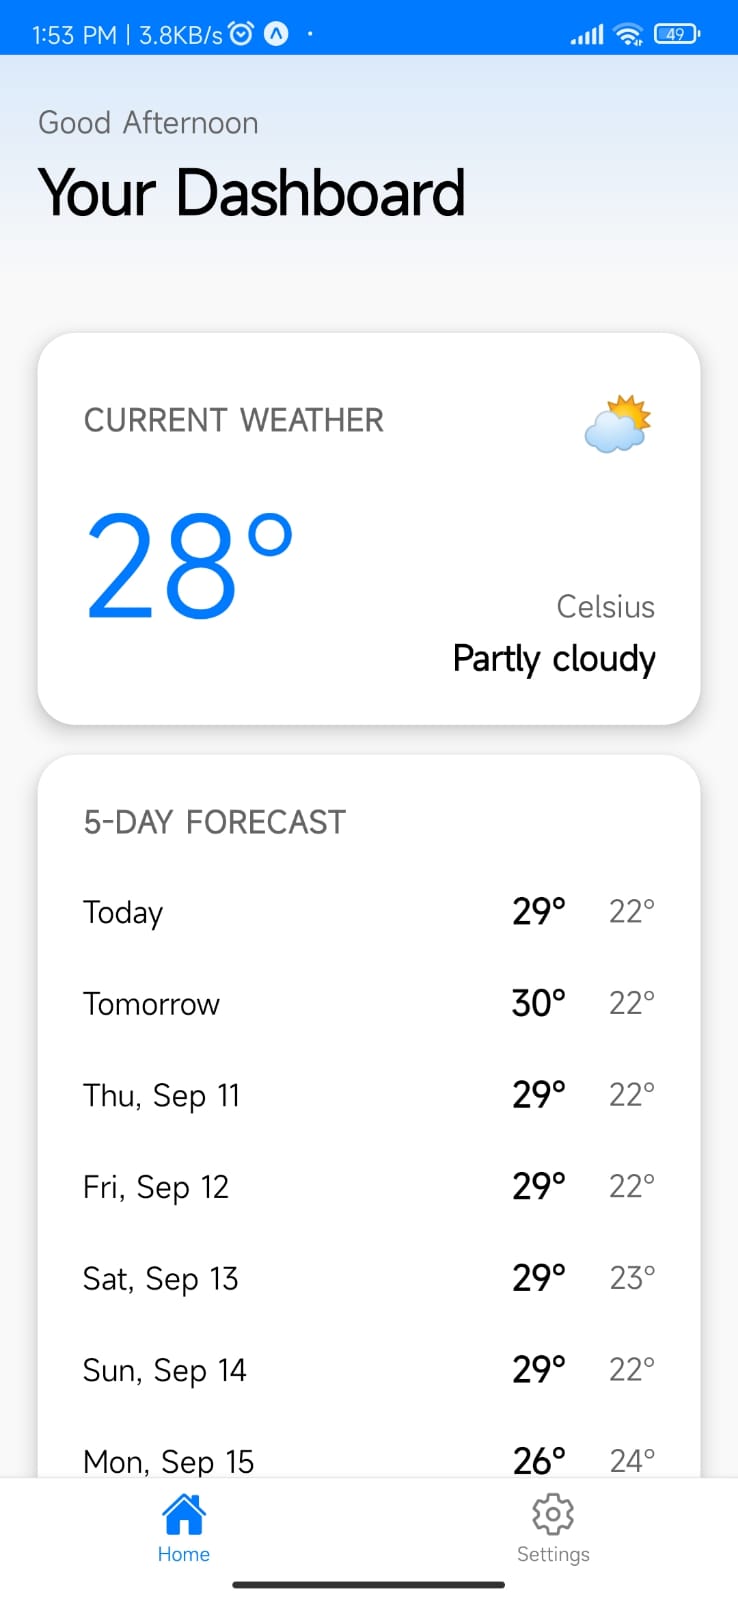 1:53 PM | 3.8KB/s
49
Good Afternoon
Your Dashboard
CURRENT WEATHER
28°
Celsius
Partly cloudy
5-DAY FORECAST
Today 29° 22°
Tomorrow 30° 22°
Thu, Sep 11 29° 22°
Fri, Sep 12 29° 22°
Sat, Sep 13 29° 23°
Sun, Sep 14 29° 22°
Mon, Sep 15 26° 24°
Home Settings